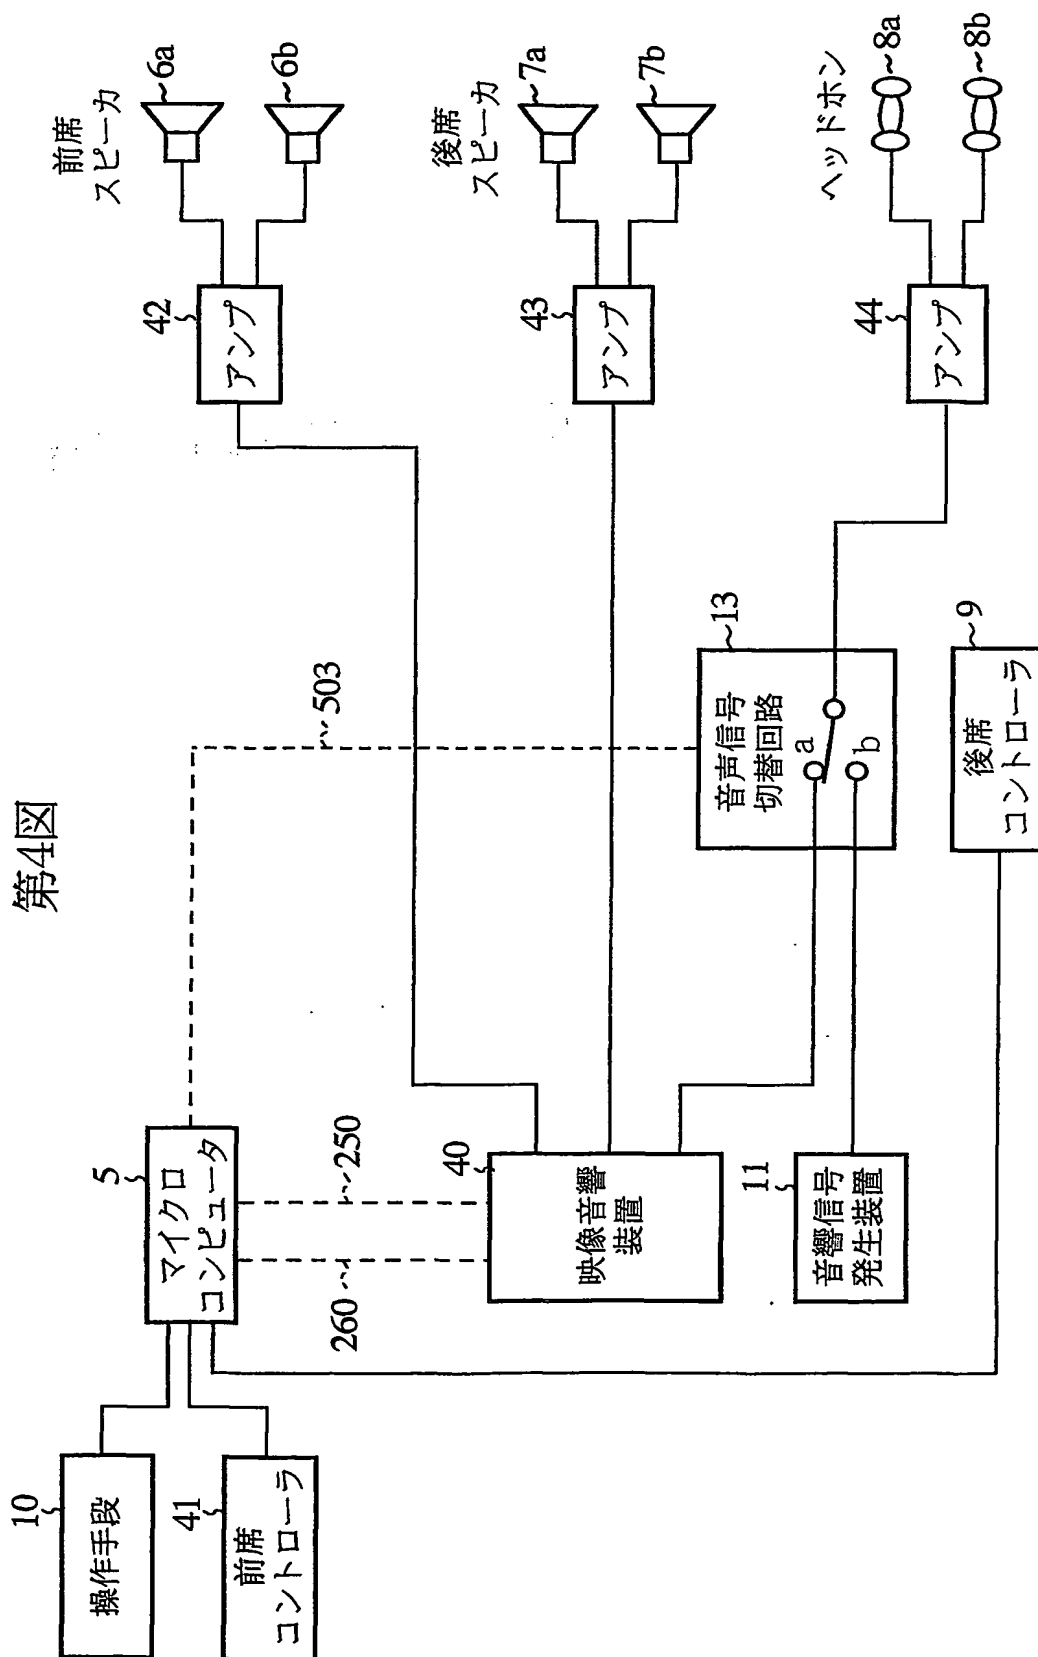 第4図
10
操作手段
41
前席
コントローラ
5
マイクロ
コンピュータ
260
250
503
40
映像音響
装置
11
音響信号
発生装置
13
音声信号
切替回路
a
b
9
後席
コントローラ
42
アンプ
43
アンプ
44
アンプ
前席
スピーカ
6a
6b
後席
スピーカ
7a
7b
ヘッドホン
8a
8b